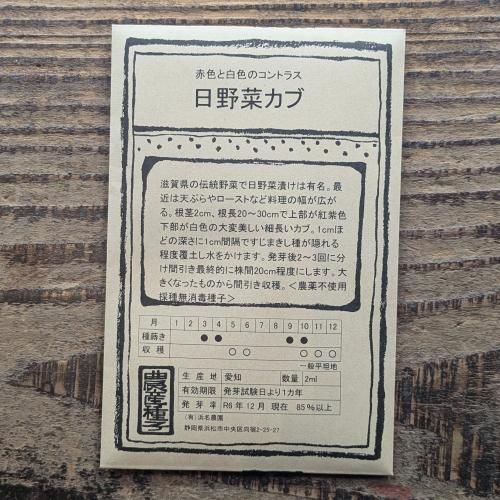 赤色と白色のコントラス
日野菜カブ
滋賀県の伝統野菜で日野菜漬けは有名。最
近は天ぷらやローストなど料理の幅が広が
る。根茎2cm、根長20～30cmで上部が紅紫色
下部が白色の大変美しい細長いカブ。1cmほ
どの深さに1cm間隔ですじまきし種が隠れる
程度覆土し水をかけます。発芽後2～3回に分
け間引き最終的に株間20cm程度にします。大
きくなったものから間引き収穫。＜農薬不使用
採種無消毒種子＞
月 1 2 3 4 5 6 7 8 9 10 11 12
種蒔き ● ● ● ●
収穫 ○ ○ ○ ○ ○
一般平坦地
生産地 愛知 数量 2ml
有効期限 発芽試験日より1カ年
発芽率 R6年12月 現在 85%以上
(有)浜名農園
静岡県浜松市中央区向宿2-25-27
農産種子